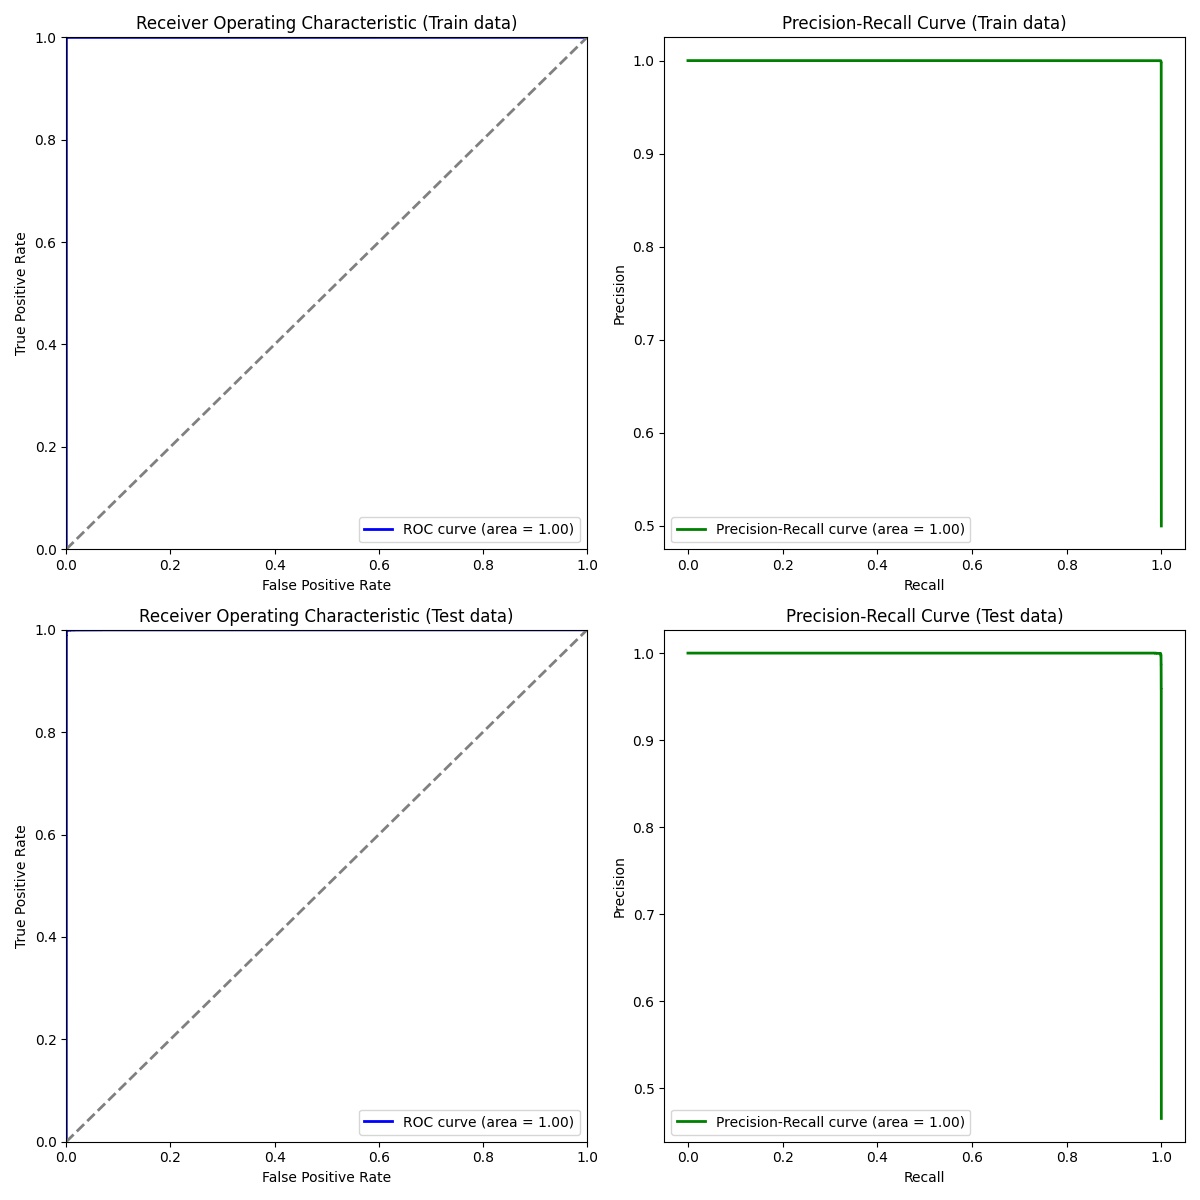 Receiver Operating Characteristic (Train data)
1.0
0.8
0.6
0.4
0.2
0.0
True Positive Rate
ROC curve (area = 1.00)
0.0 0.2 0.4 0.6 0.8 1.0
False Positive Rate
Precision-Recall Curve (Train data)
1.0
0.9
0.8
0.7
0.6
0.5
Precision
Precision-Recall curve (area = 1.00)
0.0 0.2 0.4 0.6 0.8 1.0
Recall
Receiver Operating Characteristic (Test data)
1.0
0.8
0.6
0.4
0.2
0.0
True Positive Rate
ROC curve (area = 1.00)
0.0 0.2 0.4 0.6 0.8 1.0
False Positive Rate
Precision-Recall Curve (Test data)
1.0
0.9
0.8
0.7
0.6
0.5
Precision
Precision-Recall curve (area = 1.00)
0.0 0.2 0.4 0.6 0.8 1.0
Recall